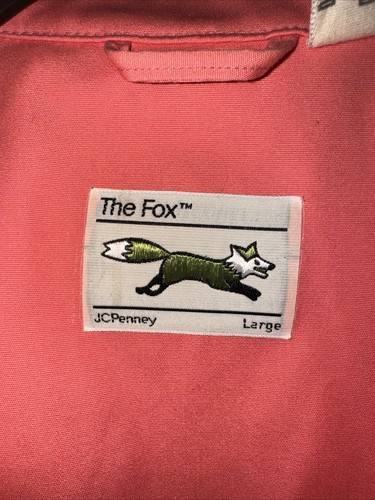 The Fox™
JCPenney
Large